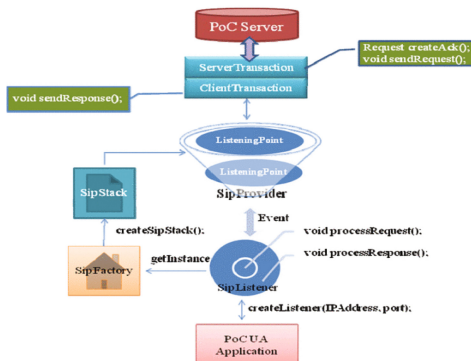 PoC Server
Request createAck();
void sendRequest();
ServerTransaction
ClientTransaction
void sendResponse();
ListeningPoint
ListeningPoint
SipProvider
SipStack
Event
createSipStack();
void processRequest();
getInstance
void processResponse();
SipFactory
SipListener
createListener(IPAddress, port);
PoC UA
Application